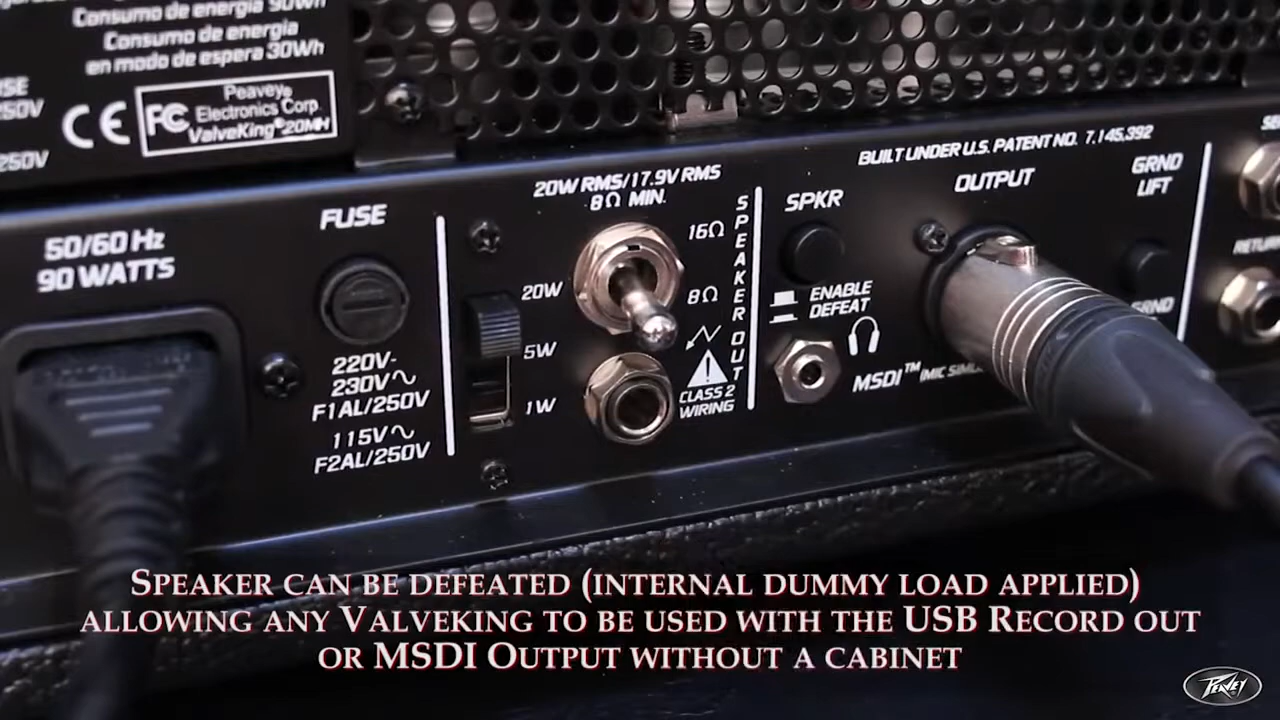 Consumo de energía 90Wh
Consumo de energía
en modo de espera 30Wh
250V
CE
FC
Peavey®
Electronics Corp.
ValveKing® 20MH
250V
50/60 Hz
90 WATTS
FUSE
220V-
230V∿
F1AL/250V
115V∿
F2AL/250V
20W RMS/17.9V RMS
8Ω MIN.
20W
5W
1W
16Ω
8Ω
CLASS 2
WIRING
SPEAKER OUT
SPKR
ENABLE
DEFEAT
MSDI™
BUILT UNDER U.S. PATENT NO. 7,145,392
OUTPUT
GRND
LIFT
GRND
RETURN
SPEAKER CAN BE DEFEATED (INTERNAL DUMMY LOAD APPLIED)
ALLOWING ANY VALVEKING TO BE USED WITH THE USB RECORD OUT
OR MSDI OUTPUT WITHOUT A CABINET
PEAVEY